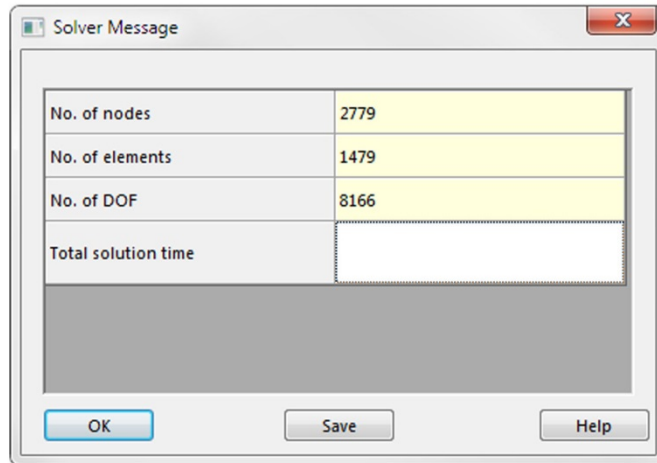 Solver Message
No. of nodes 2779
No. of elements 1479
No. of DOF 8166
Total solution time
OK Save Help